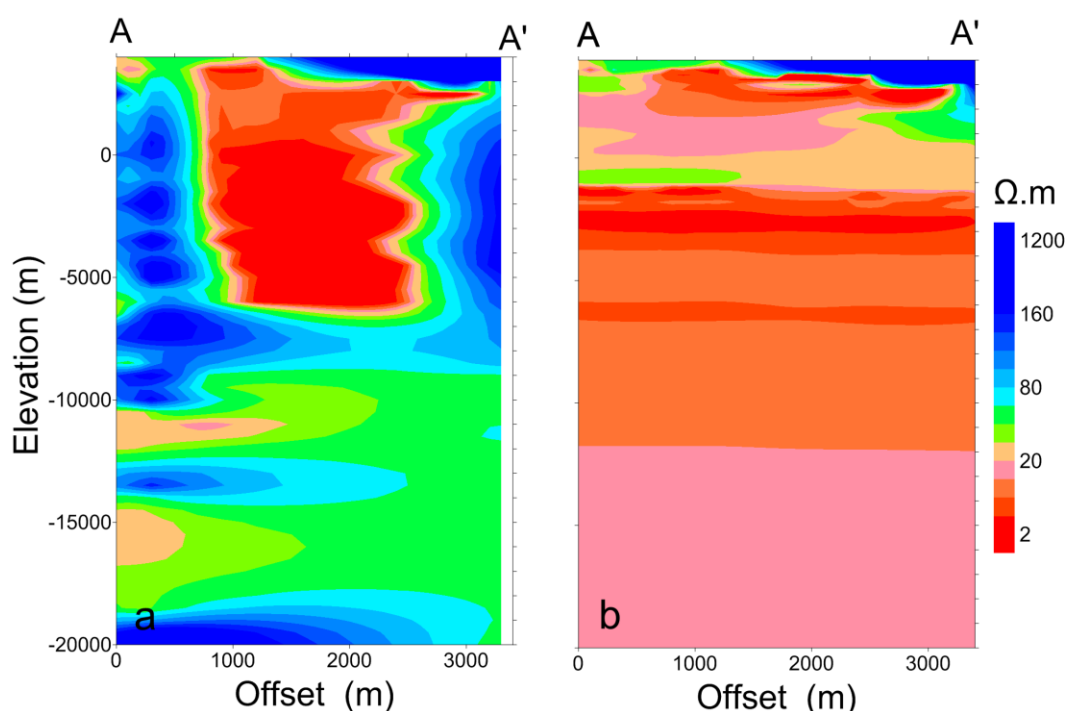 A A' A A'
0
-5000
-10000
-15000
-20000
Elevation (m)
a b
0 1000 2000 3000 0 1000 2000 3000
Offset (m) Offset (m)
Ω.m
1200
160
80
20
2